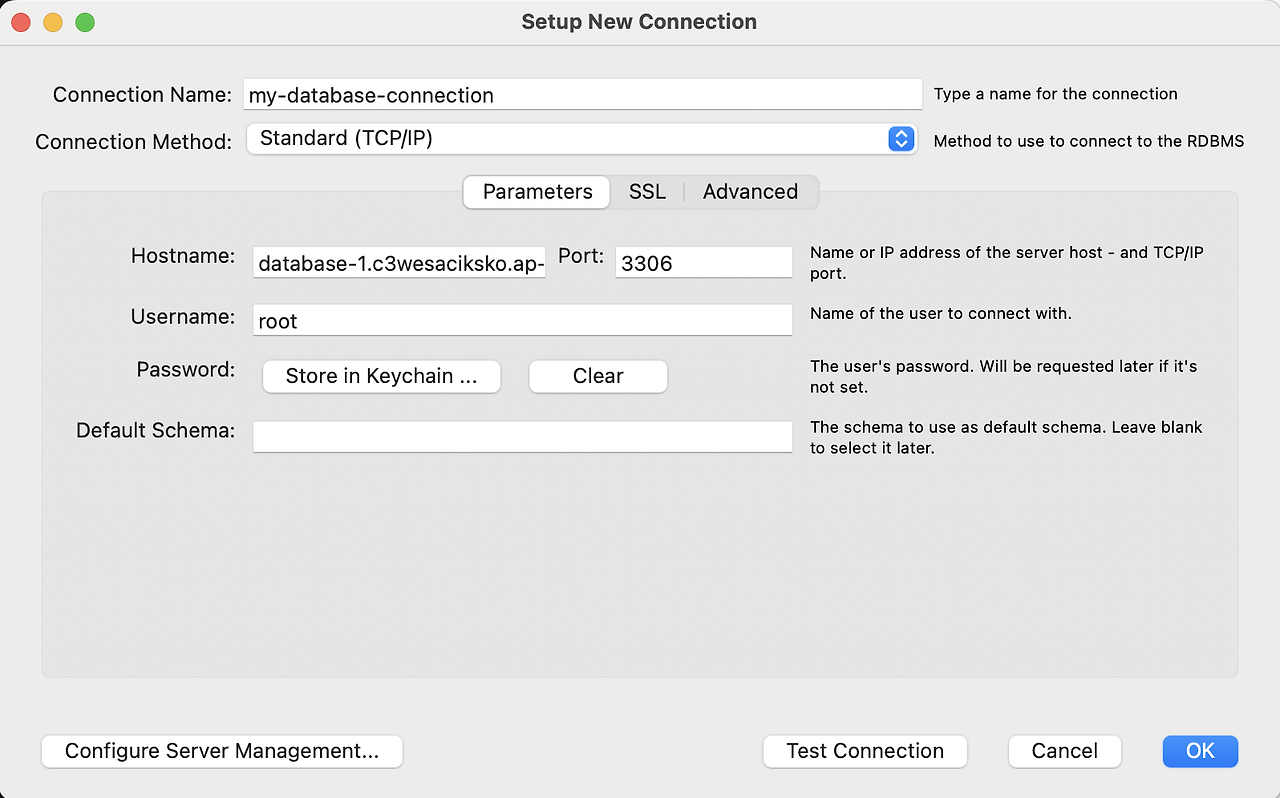 Setup New Connection
Connection Name: my-database-connection Type a name for the connection
Connection Method: Standard (TCP/IP) Method to use to connect to the RDBMS
Parameters SSL Advanced
Hostname: database-1.c3wesaciksko.ap- Port: 3306 Name or IP address of the server host - and TCP/IP
port.
Username: root Name of the user to connect with.
Password: Store in Keychain ... Clear The user's password. Will be requested later if it's
not set.
Default Schema: The schema to use as default schema. Leave blank
to select it later.
Configure Server Management... Test Connection Cancel OK